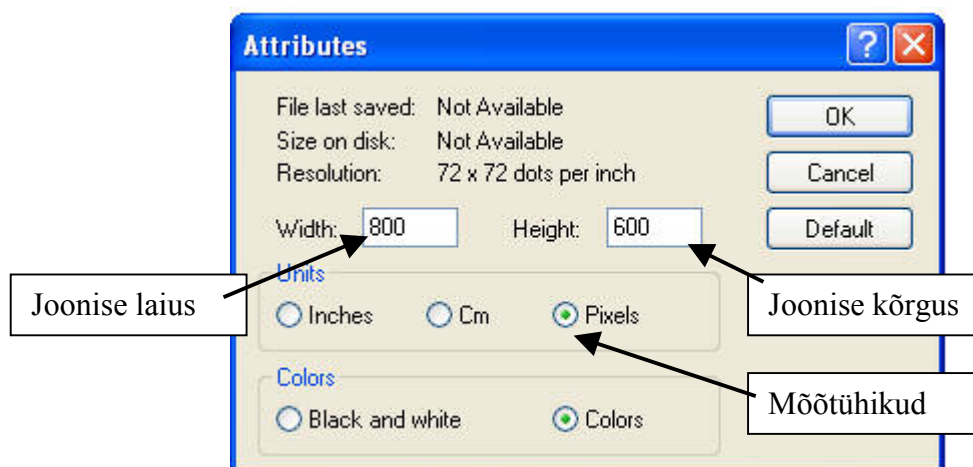 Attributes
File last saved: Not Available
Size on disk: Not Available
Resolution: 72 x 72 dots per inch
OK
Cancel
Default
Width: 800 Height: 600
Joonise laius
Units
Inches Cm Pixels
Joonise kõrgus
Mõõtühikud
Colors
Black and white Colors